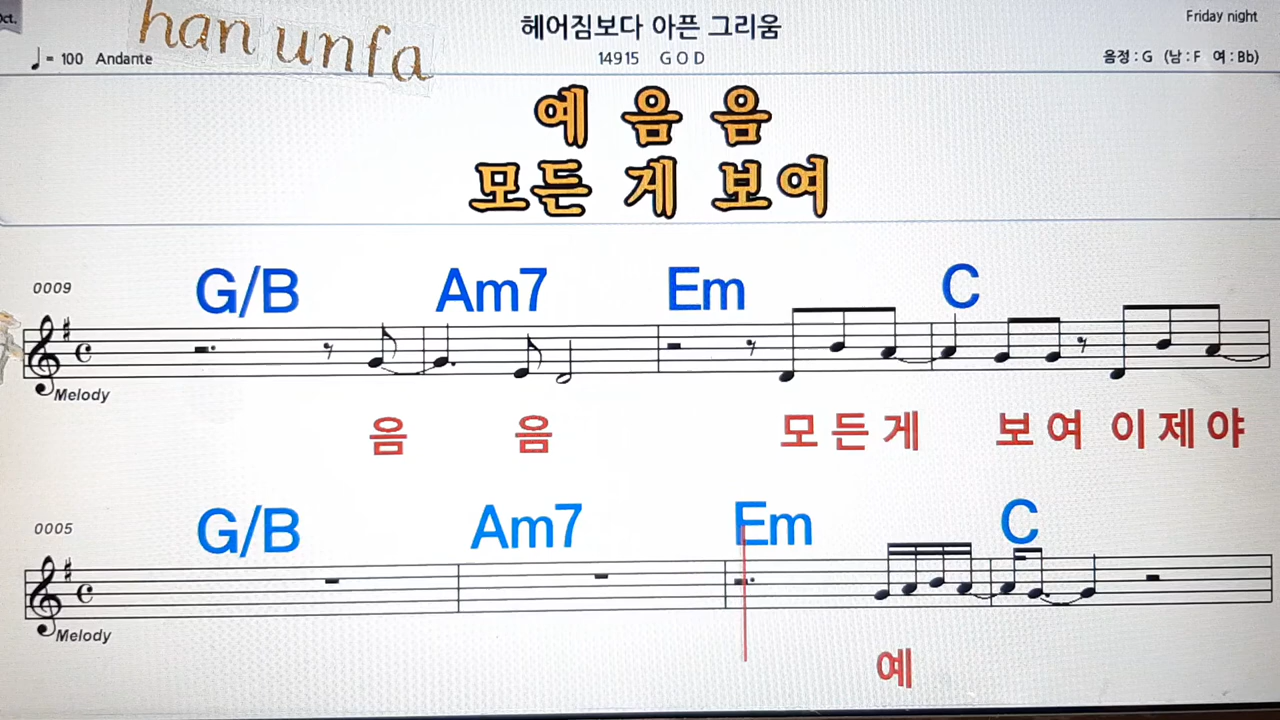 Oct.
han unfa
헤어짐보다 아픈 그리움
Friday night
♩= 100 Andante
14915 G O D
음정 : G (남 : F 여 : Bb)
예 음 음
모든 게 보여
0009
G/B Am7 Em C
Melody
음 음 모 든 게 보 여 이 제 야
0005
G/B Am7 Em C
Melody
예